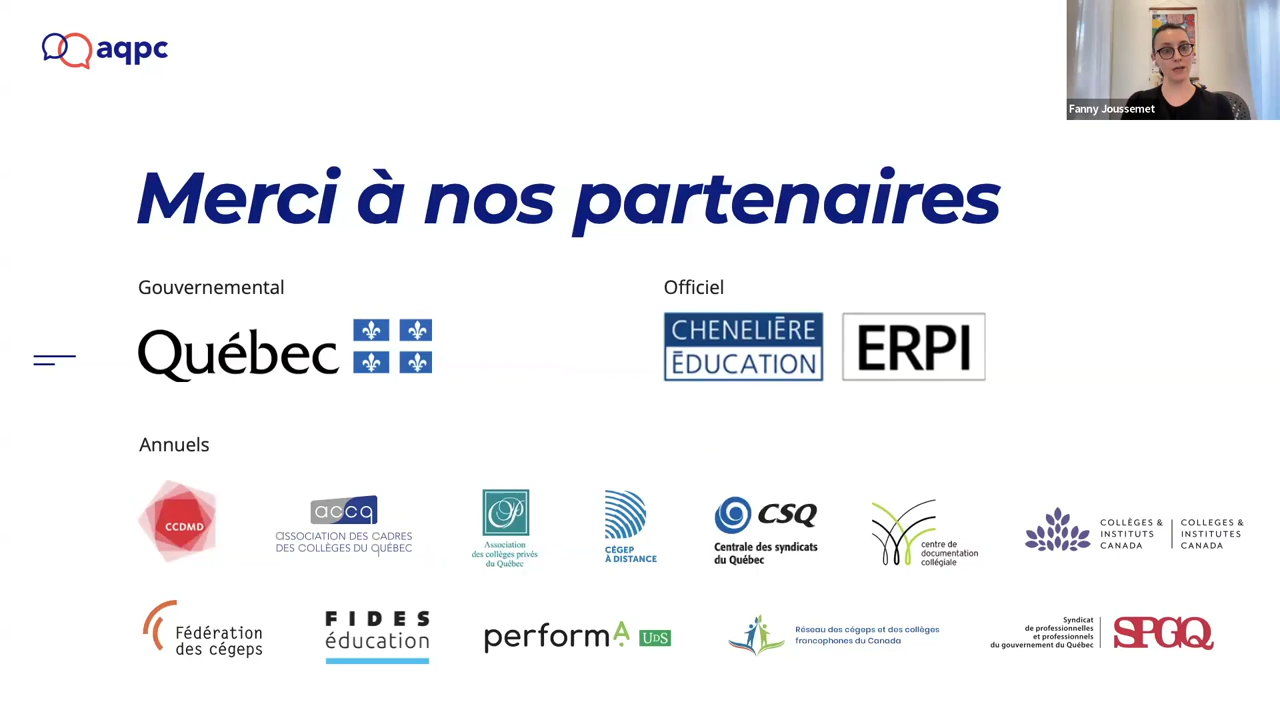 aqpc
Fanny Joussemet
Merci à nos partenaires
Gouvernemental
Officiel
Québec
CHENELIÈRE
ÉDUCATION
ERPI
Annuels
CCDMD
accq
ASSOCIATION DES CADRES
DES COLLÈGES DU QUÉBEC
Association
des collèges privés
du Québec
CÉGEP
À DISTANCE
CSQ
Centrale des syndicats
du Québec
centre de
documentation
collégiale
COLLÈGES &
INSTITUTS
CANADA
COLLEGES &
INSTITUTES
CANADA
Fédération
des cégeps
FIDES
éducation
performA
UdS
Réseau des cégeps et des collèges
francophones du Canada
Syndicat
de professionnelles
et professionnels
du gouvernement du Québec
SPGQ